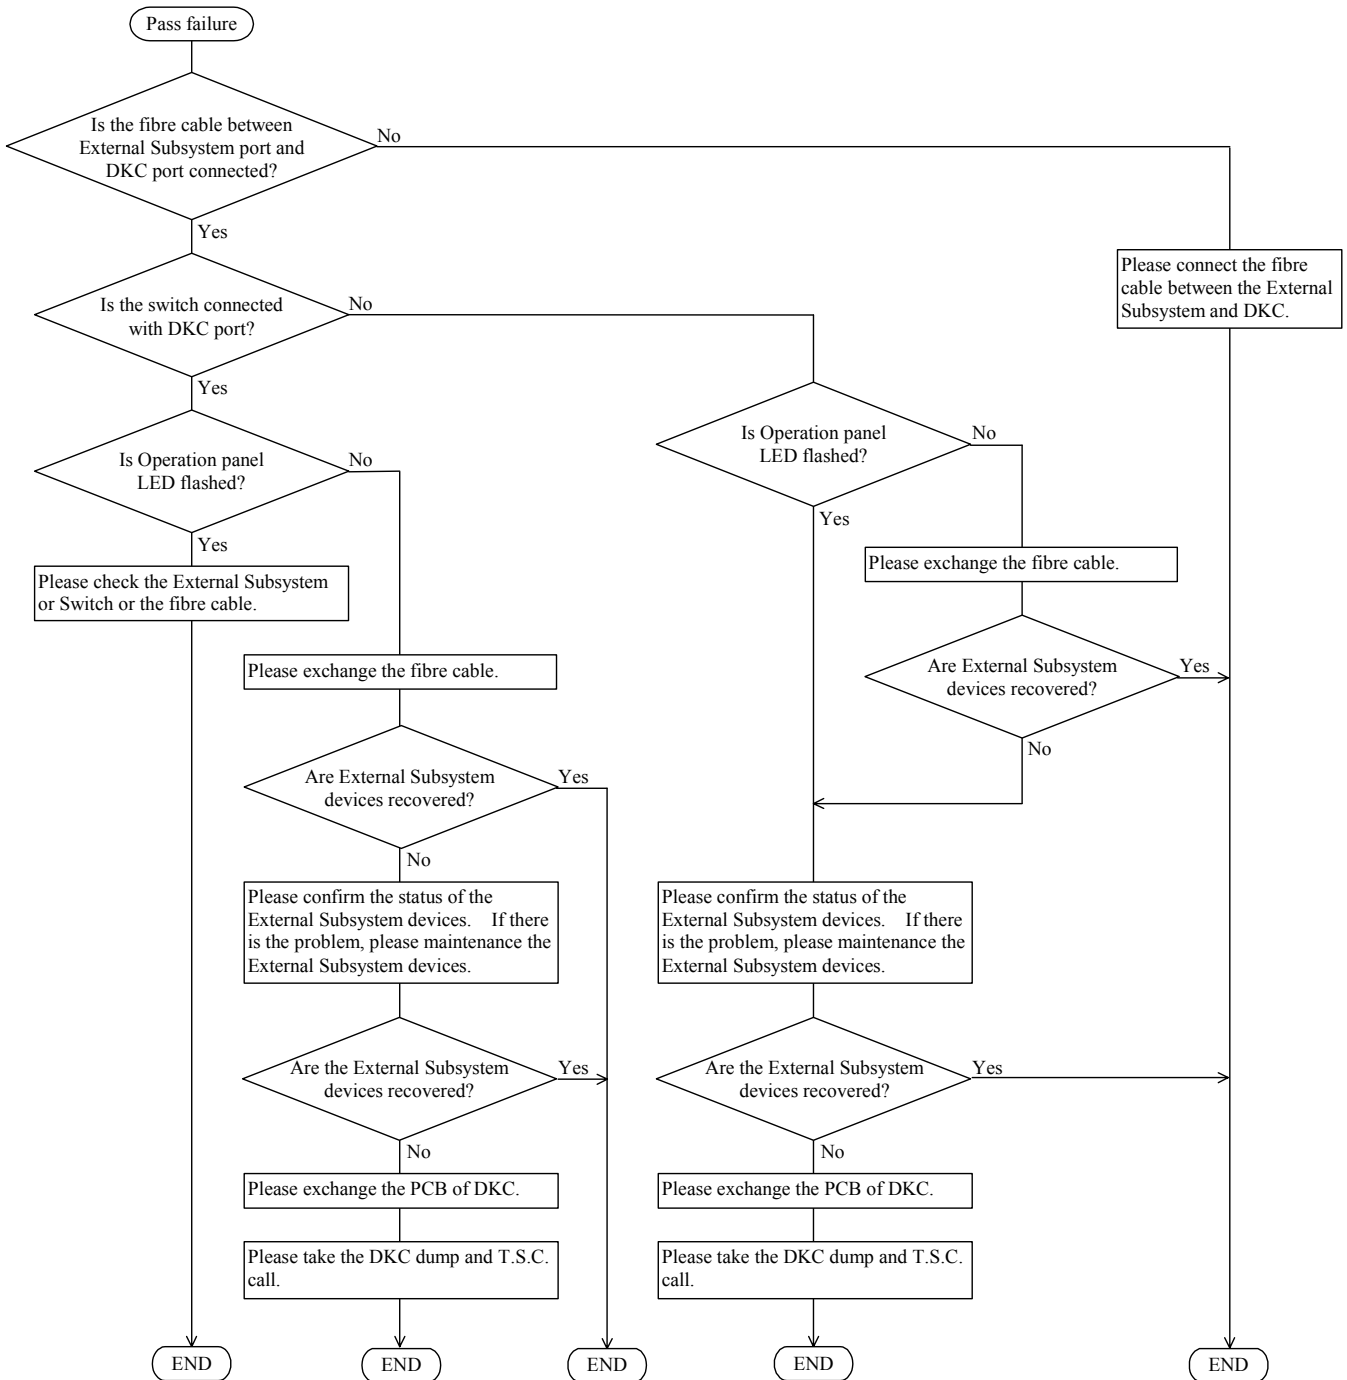 Pass failure
Is the fibre cable between
External Subsystem port and
DKC port connected?
No
Yes
Please connect the fibre
cable between the External
Subsystem and DKC.
Is the switch connected
with DKC port?
No
Yes
Is Operation panel
LED flashed?
No
Yes
Is Operation panel
LED flashed?
No
Yes
Please check the External Subsystem
or Switch or the fibre cable.
Please exchange the fibre cable.
Are External Subsystem
devices recovered?
Yes
No
Please exchange the fibre cable.
Are External Subsystem
devices recovered?
Yes
No
Please confirm the status of the
External Subsystem devices. If there
is the problem, please maintenance the
External Subsystem devices.
Please confirm the status of the
External Subsystem devices. If there
is the problem, please maintenance the
External Subsystem devices.
Are the External Subsystem
devices recovered?
Yes
No
Are the External Subsystem
devices recovered?
Yes
No
Please exchange the PCB of DKC.
Please exchange the PCB of DKC.
Please take the DKC dump and T.S.C.
call.
Please take the DKC dump and T.S.C.
call.
END
END
END
END
END